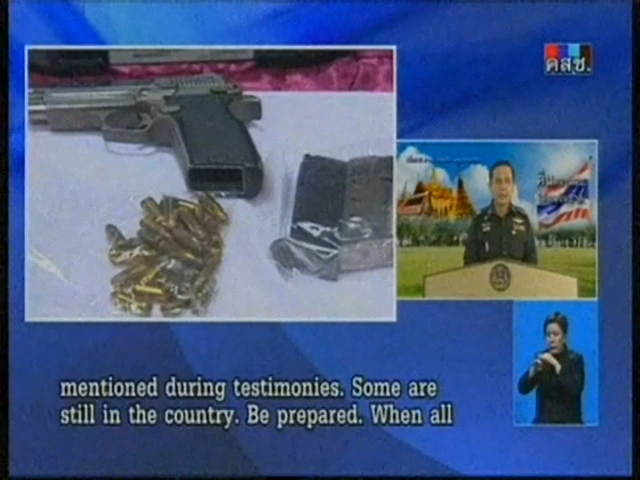 คสช.
mentioned during testimonies. Some are
still in the country. Be prepared. When all